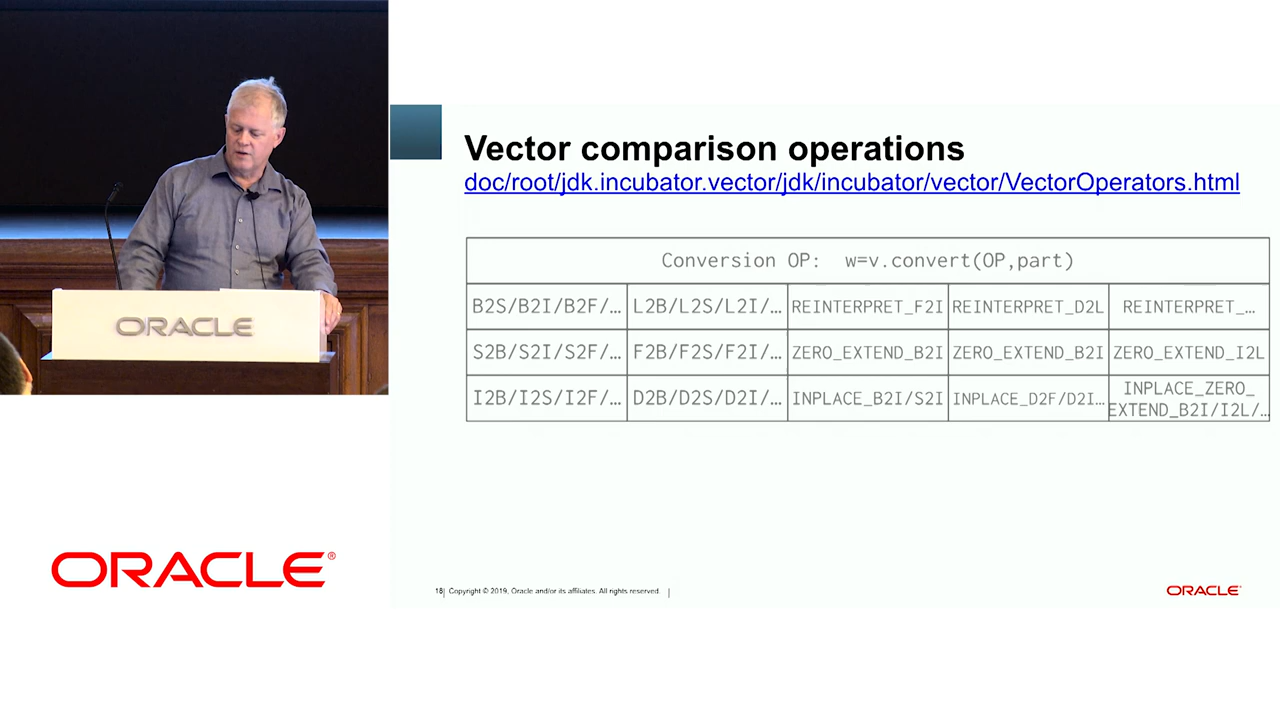 ORACLE
ORACLE®
Vector comparison operations
doc/root/jdk.incubator.vector/jdk/incubator/vector/VectorOperators.html
Conversion OP: w=v.convert(OP,part)
B2S/B2I/B2F/… L2B/L2S/L2I/… REINTERPRET_F2I REINTERPRET_D2L REINTERPRET_…
S2B/S2I/S2F/… F2B/F2S/F2I/… ZERO_EXTEND_B2I ZERO_EXTEND_B2I ZERO_EXTEND_I2L
I2B/I2S/I2F/… D2B/D2S/D2I/… INPLACE_B2I/S2I INPLACE_D2F/D2I… INPLACE_ZERO_
EXTEND_B2I/I2L/…
18| Copyright © 2019, Oracle and/or its affiliates. All rights reserved. |
ORACLE®